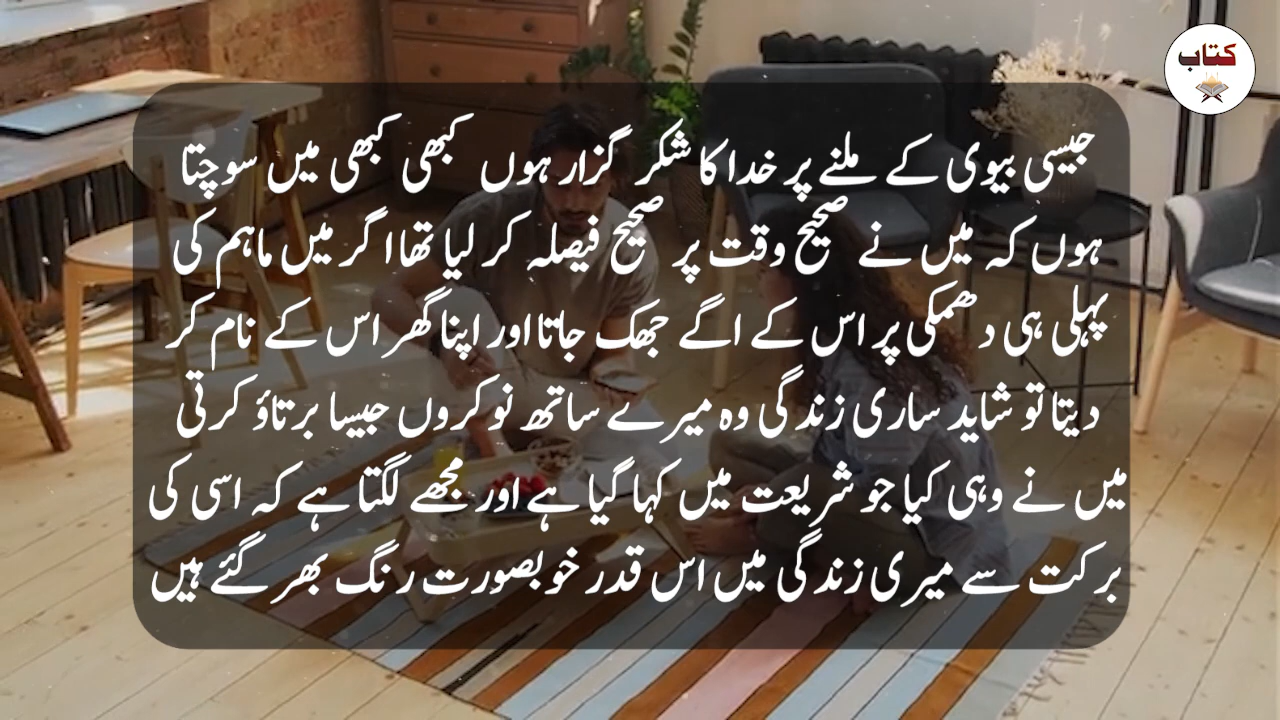 کتاب
جیسی بیوی کے ملنے پر خدا کا شکر گزار ہوں کبھی کبھی میں سوچتا
ہوں کہ میں نے صحیح وقت پر صحیح فیصلہ کر لیا تھا اگر میں ماہم کی
پہلی ہی دھمکی پر اس کے اگے جھک جاتا اور اپنا گھر اس کے نام کر
دیتا تو شاید ساری زندگی وہ میرے ساتھ نوکروں جیسا برتاؤ کرتی
میں نے وہی کیا جو شریعت میں کہا گیا ہے اور مجھے لگتا ہے کہ اسی کی
برکت سے میری زندگی میں اس قدر خوبصورت رنگ بھر گئے ہیں